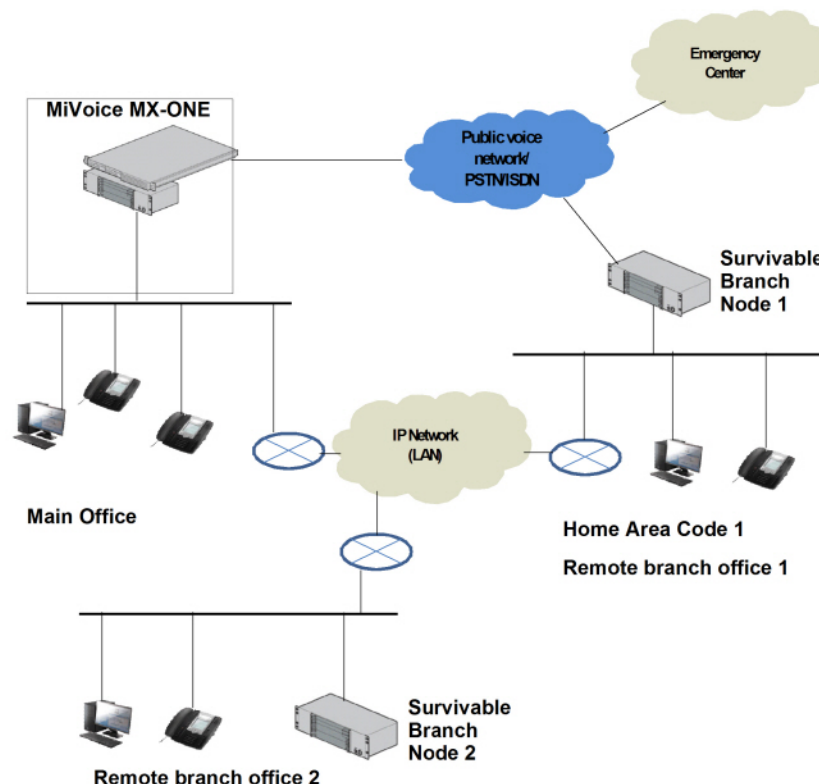 Emergency
Center
MiVoice MX-ONE
Public voice
network/
PSTN/ISDN
Survivable
Branch
Node 1
IP Network
(LAN)
Main Office
Home Area Code 1
Remote branch office 1
Survivable
Branch
Node 2
Remote branch office 2